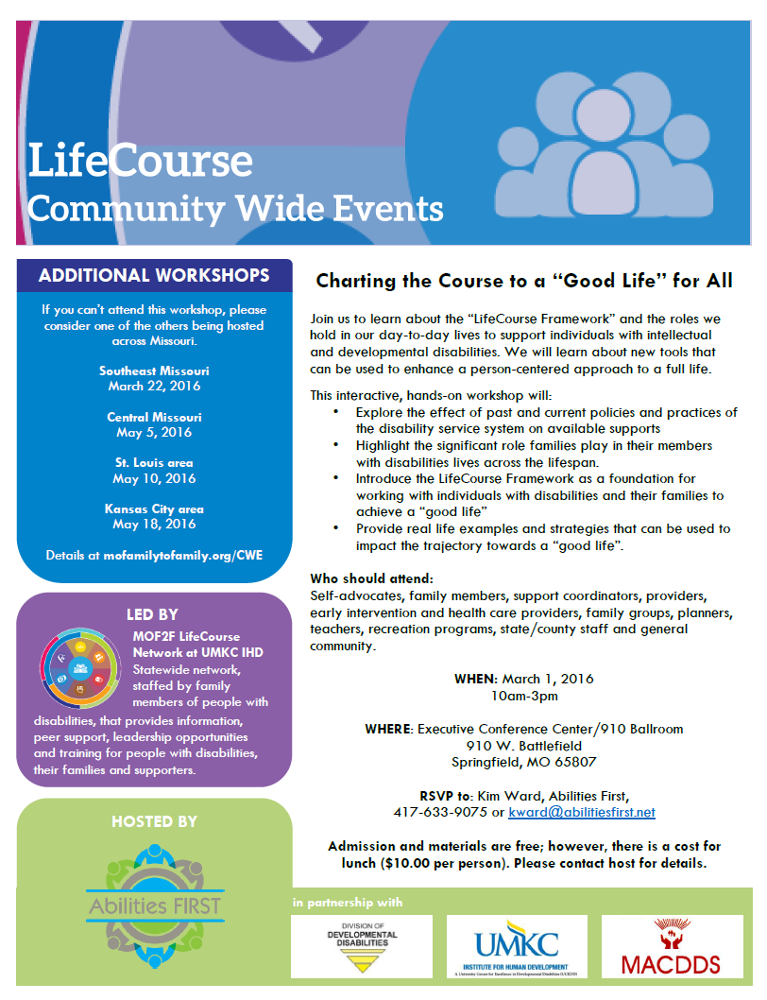 LifeCourse
Community Wide Events
ADDITIONAL WORKSHOPS
If you can't attend this workshop, please
consider one of the others being hosted
across Missouri.
Southeast Missouri
March 22, 2016
Central Missouri
May 5, 2016
St. Louis area
May 10, 2016
Kansas City area
May 18, 2016
Details at mofamilytofamily.org/CWE
LED BY
MOF2F LifeCourse
Network at UMKC IHD
Statewide network,
staffed by family
members of people with
disabilities, that provides information,
peer support, leadership opportunities
and training for people with disabilities,
their families and supporters.
HOSTED BY
Abilities FIRST
Charting the Course to a “Good Life” for All
Join us to learn about the “LifeCourse Framework” and the roles we
hold in our day-to-day lives to support individuals with intellectual
and developmental disabilities. We will learn about new tools that
can be used to enhance a person-centered approach to a full life.
This interactive, hands-on workshop will:
• Explore the effect of past and current policies and practices of
the disability service system on available supports
• Highlight the significant role families play in their members
with disabilities lives across the lifespan.
• Introduce the LifeCourse Framework as a foundation for
working with individuals with disabilities and their families to
achieve a “good life”
• Provide real life examples and strategies that can be used to
impact the trajectory towards a “good life”.
Who should attend:
Self-advocates, family members, support coordinators, providers,
early intervention and health care providers, family groups, planners,
teachers, recreation programs, state/county staff and general
community.
WHEN: March 1, 2016
10am-3pm
WHERE: Executive Conference Center/910 Ballroom
910 W. Battlefield
Springfield, MO 65807
RSVP to: Kim Ward, Abilities First,
417-633-9075 or kward@abilitiesfirst.net
Admission and materials are free; however, there is a cost for
lunch ($10.00 per person). Please contact host for details.
in partnership with
DIVISION OF
DEVELOPMENTAL
DISABILITIES
UMKC
INSTITUTE FOR HUMAN DEVELOPMENT
A University Center for Excellence in Developmental Disabilities (UCEDD)
MACDDS